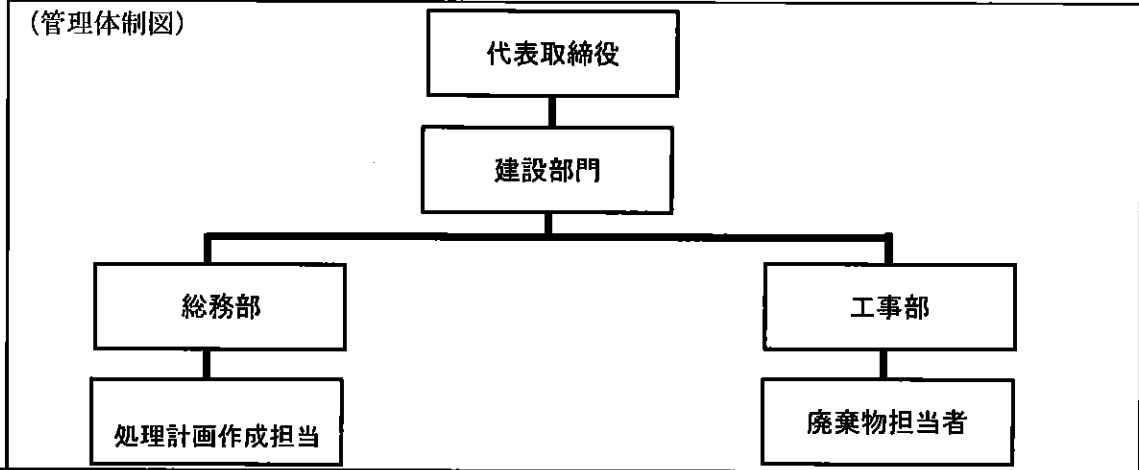 (管理体制図)
代表取締役
建設部門
総務部
工事部
処理計画作成担当
廃棄物担当者